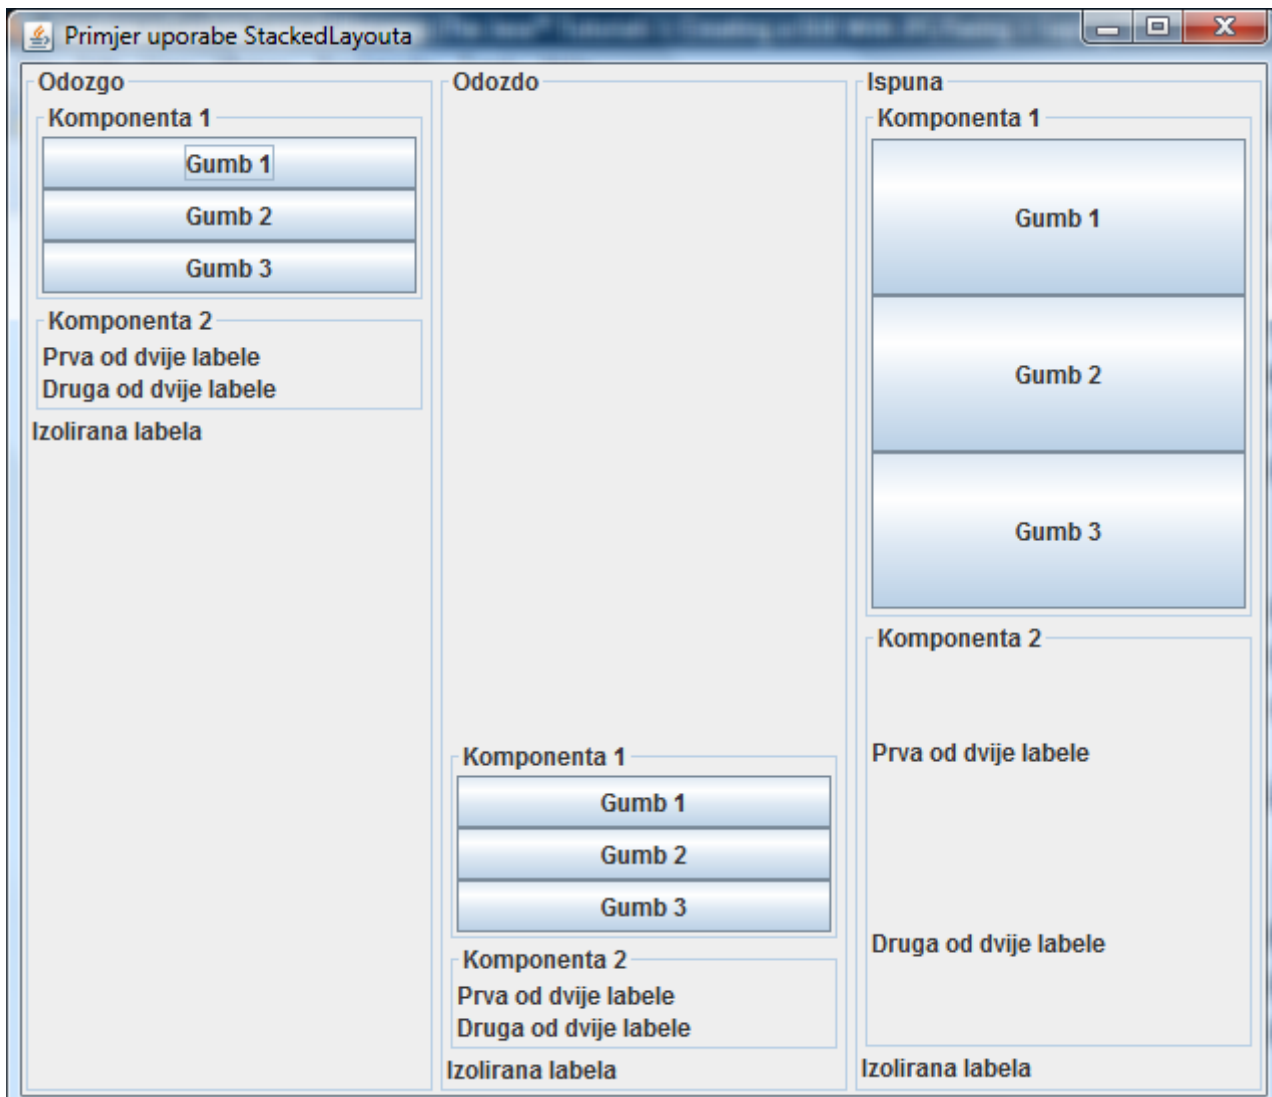 Primjer uporabe StackedLayouta
Odozgo
Komponenta 1
Gumb 1
Gumb 2
Gumb 3
Komponenta 2
Prva od dvije labele
Druga od dvije labele
Izolirana labela
Odozdo
Komponenta 1
Gumb 1
Gumb 2
Gumb 3
Komponenta 2
Prva od dvije labele
Druga od dvije labele
Izolirana labela
Ispuna
Komponenta 1
Gumb 1
Gumb 2
Gumb 3
Komponenta 2
Prva od dvije labele
Druga od dvije labele
Izolirana labela